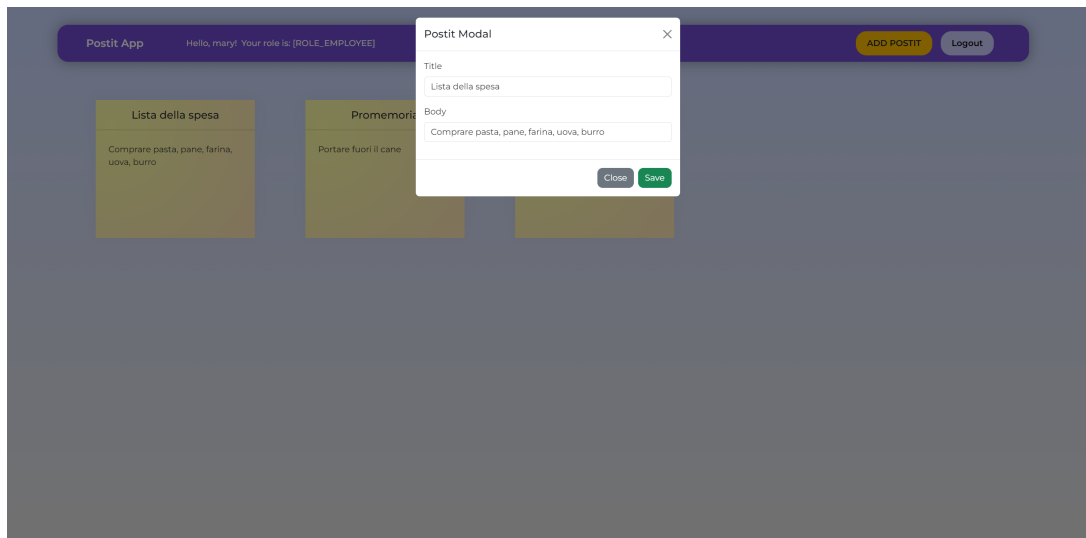 Postit App
Hello, mary! Your role is: [ROLE_EMPLOYEE]
ADD POSTIT
Logout
Postit Modal
Title
Lista della spesa
Body
Comprare pasta, pane, farina, uova, burro
Close
Save
Lista della spesa
Comprare pasta, pane, farina,
uova, burro
Promemoria
Portare fuori il cane